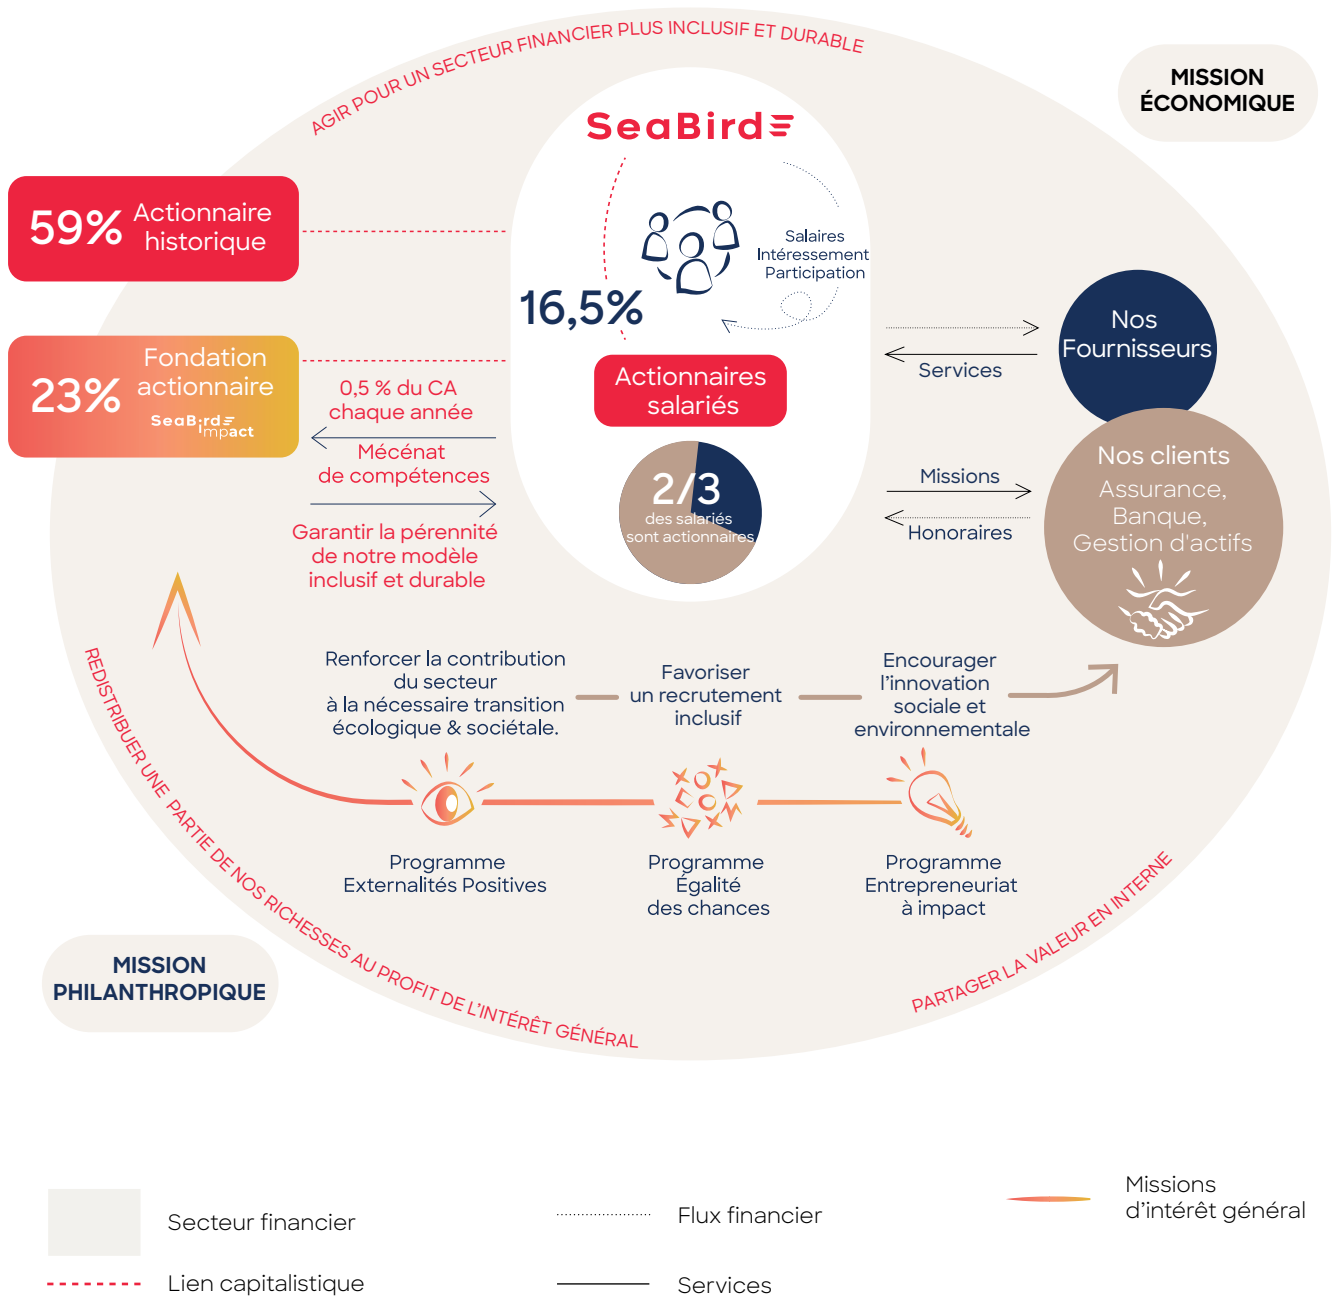 AGIR POUR UN SECTEUR FINANCIER PLUS INCLUSIF ET DURABLE
MISSION
ÉCONOMIQUE
SeaBird
59%
Actionnaire
historique
Salaires
Intéressement
Participation
16,5%
23%
Fondation
actionnaire
SeaBird
impact
0,5 % du CA
chaque année
Mécénat
de compétences
Garantir la pérennité
de notre modèle
inclusif et durable
Actionnaires
salariés
2/3
des salariés
sont actionnaires
Nos
Fournisseurs
Services
Nos clients
Assurance,
Banque,
Gestion d'actifs
Missions
Honoraires
Renforcer la contribution
du secteur
à la nécessaire transition
écologique & sociétale.
Favoriser
un recrutement
inclusif
Encourager
l’innovation
sociale et
environnementale
Programme
Externalités Positives
Programme
Égalité
des chances
Programme
Entrepreneuriat
à impact
REDISTRIBUER UNE PARTIE DE NOS RICHESSES AU PROFIT DE L’INTÉRÊT GÉNÉRAL
PARTAGER LA VALEUR EN INTERNE
MISSION
PHILANTHROPIQUE
Secteur financier
Flux financier
Missions
d’intérêt général
Lien capitalistique
Services